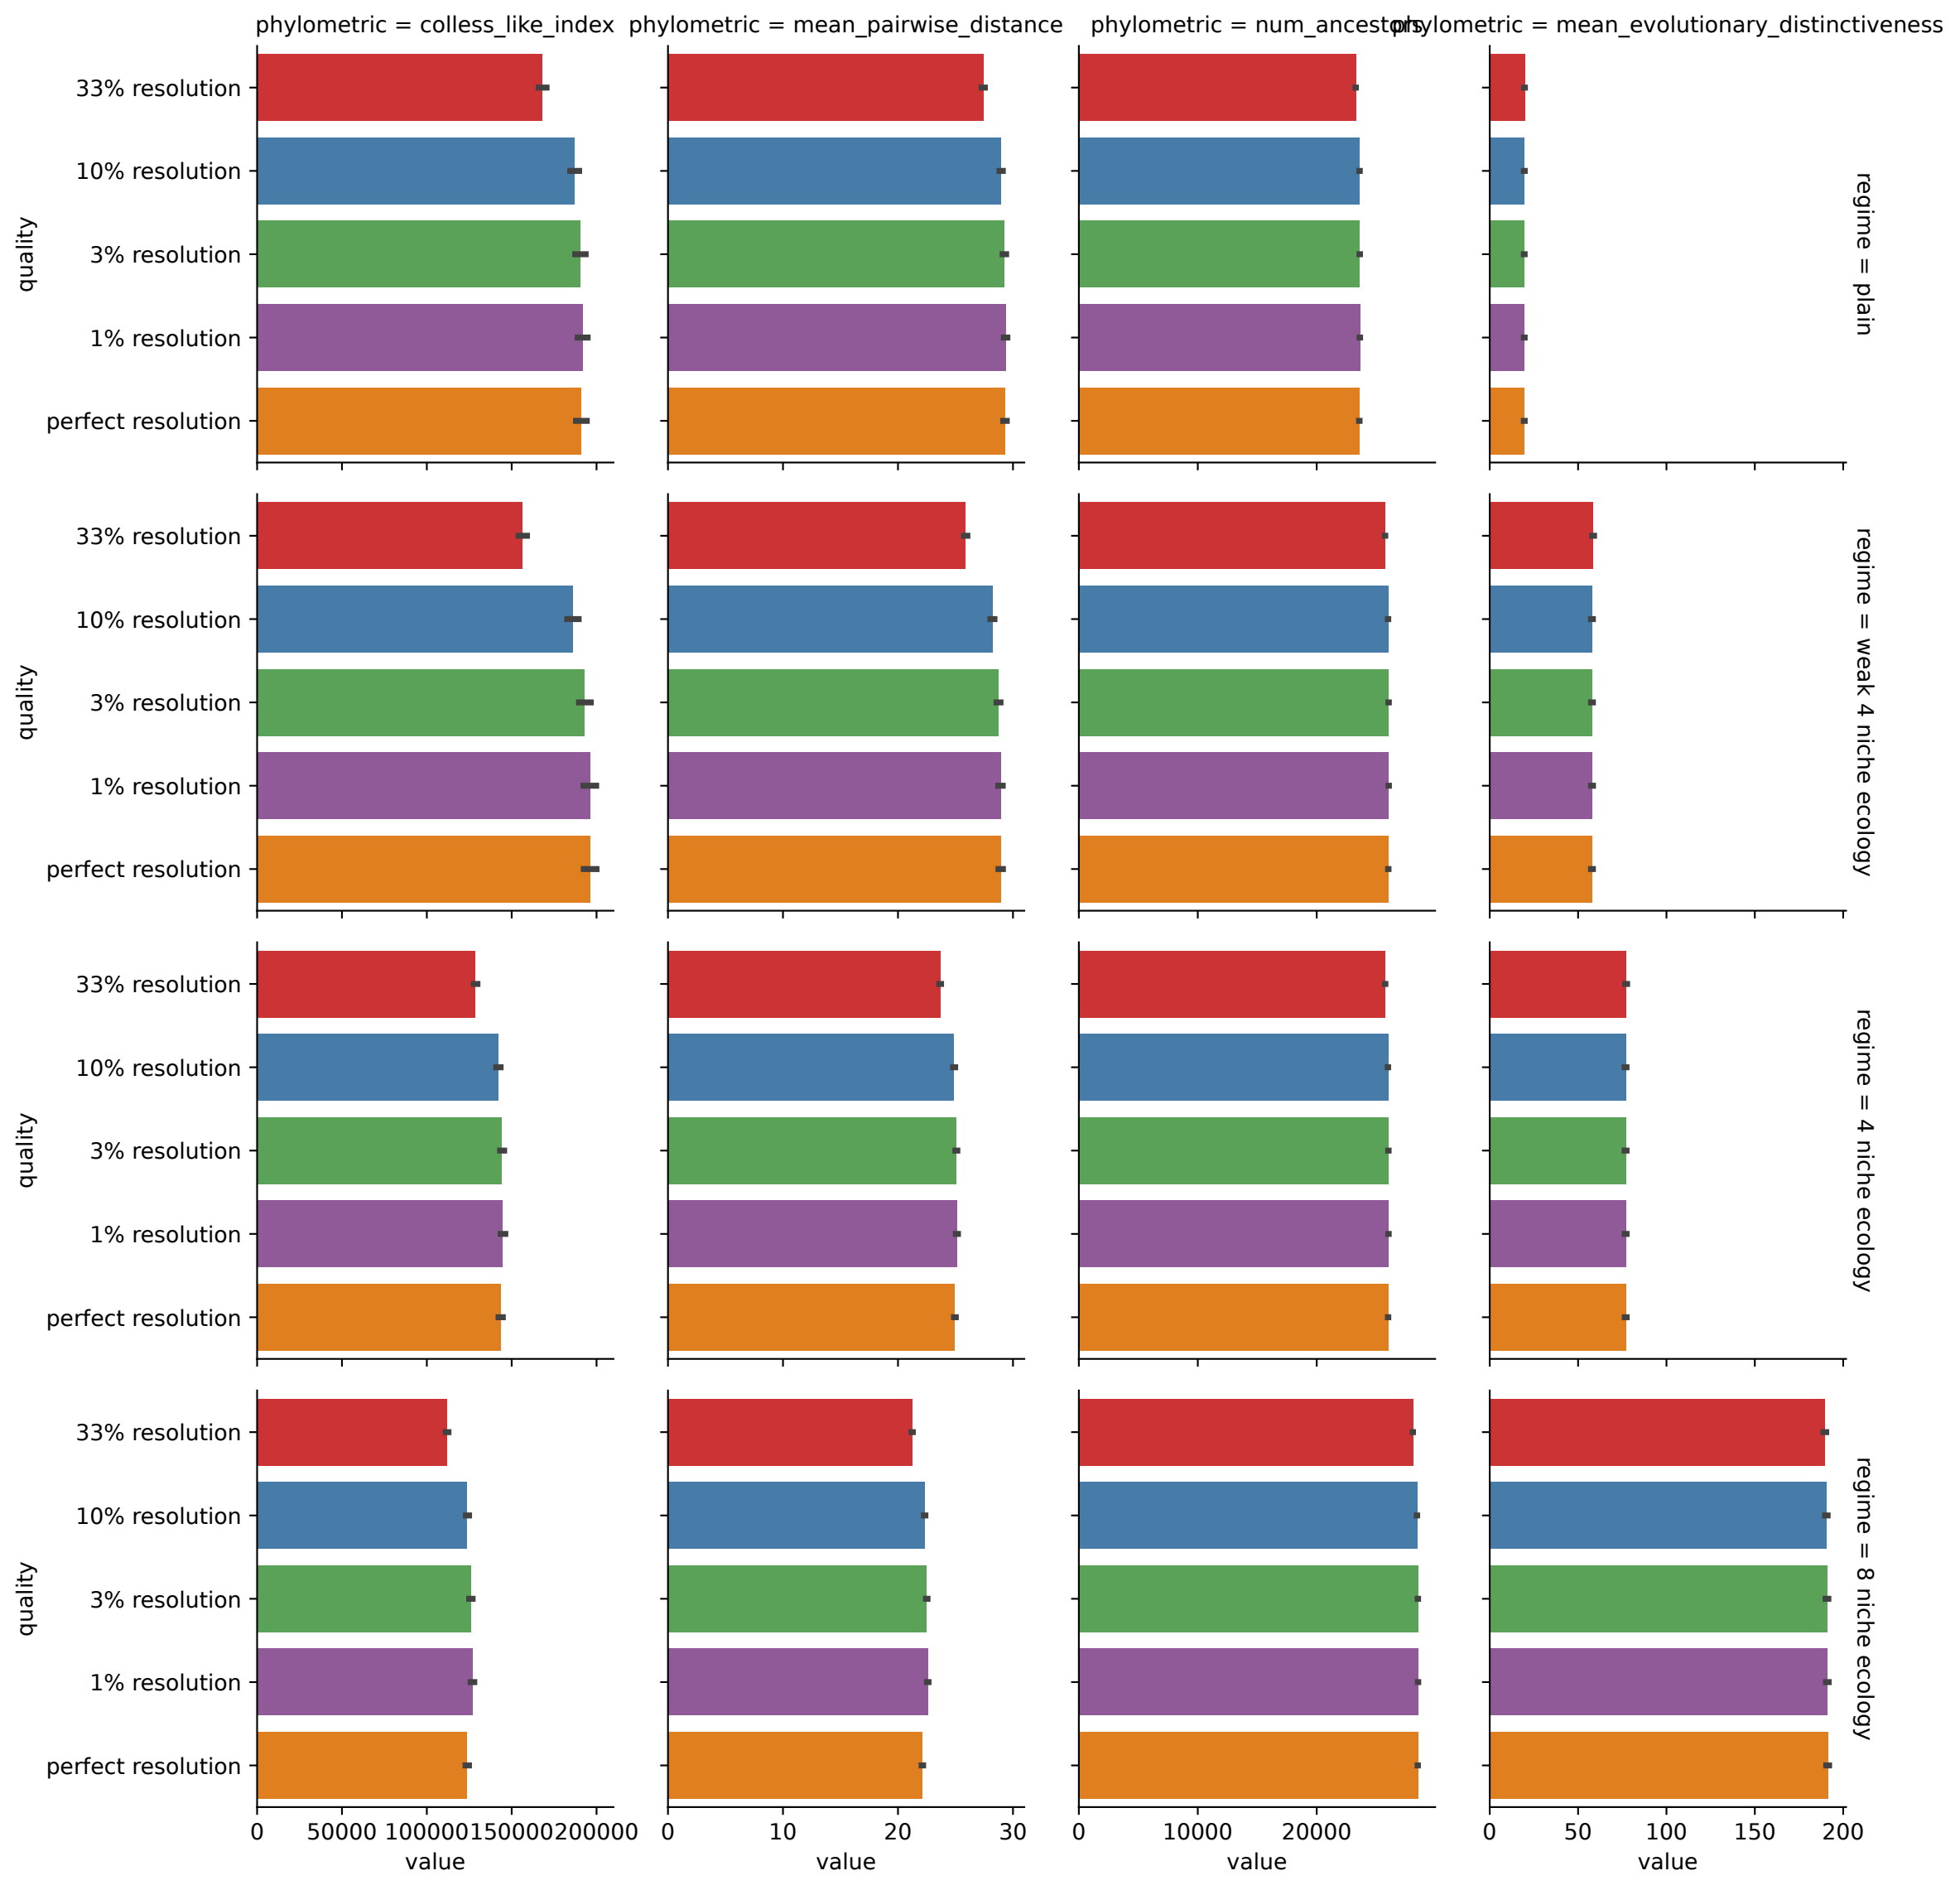 phylometric = colless_like_index
phylometric = mean_pairwise_distance
phylometric = num_ancestors
phylometric = mean_evolutionary_distinctiveness
quality
33% resolution
10% resolution
3% resolution
1% resolution
perfect resolution
regime = plain
quality
33% resolution
10% resolution
3% resolution
1% resolution
perfect resolution
regime = weak 4 niche ecology
quality
33% resolution
10% resolution
3% resolution
1% resolution
perfect resolution
regime = 4 niche ecology
quality
33% resolution
10% resolution
3% resolution
1% resolution
perfect resolution
regime = 8 niche ecology
0 50000 100000 150000 200000
value
0 10 20 30
value
0 10000 20000
value
0 50 100 150 200
value